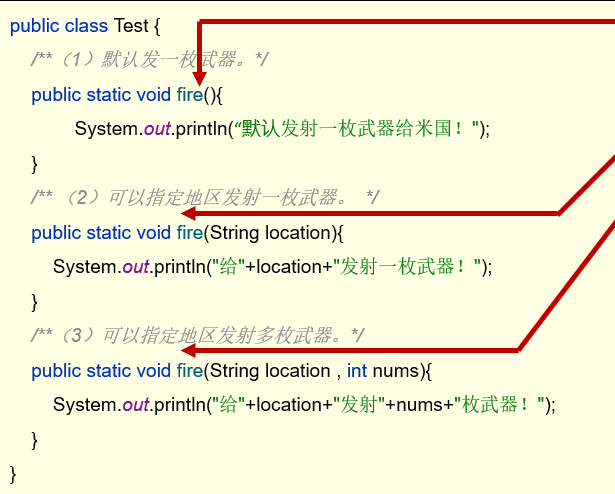 public class Test {
/**（1）默认发一枚武器。*/
public static void fire(){
System.out.println(“默认发射一枚武器给米国！");
}
/** （2）可以指定地区发射一枚武器。 */
public static void fire(String location){
System.out.println("给"+location+"发射一枚武器！");
}
/**（3）可以指定地区发射多枚武器。*/
public static void fire(String location , int nums){
System.out.println("给"+location+"发射"+nums+"枚武器！");
}
}